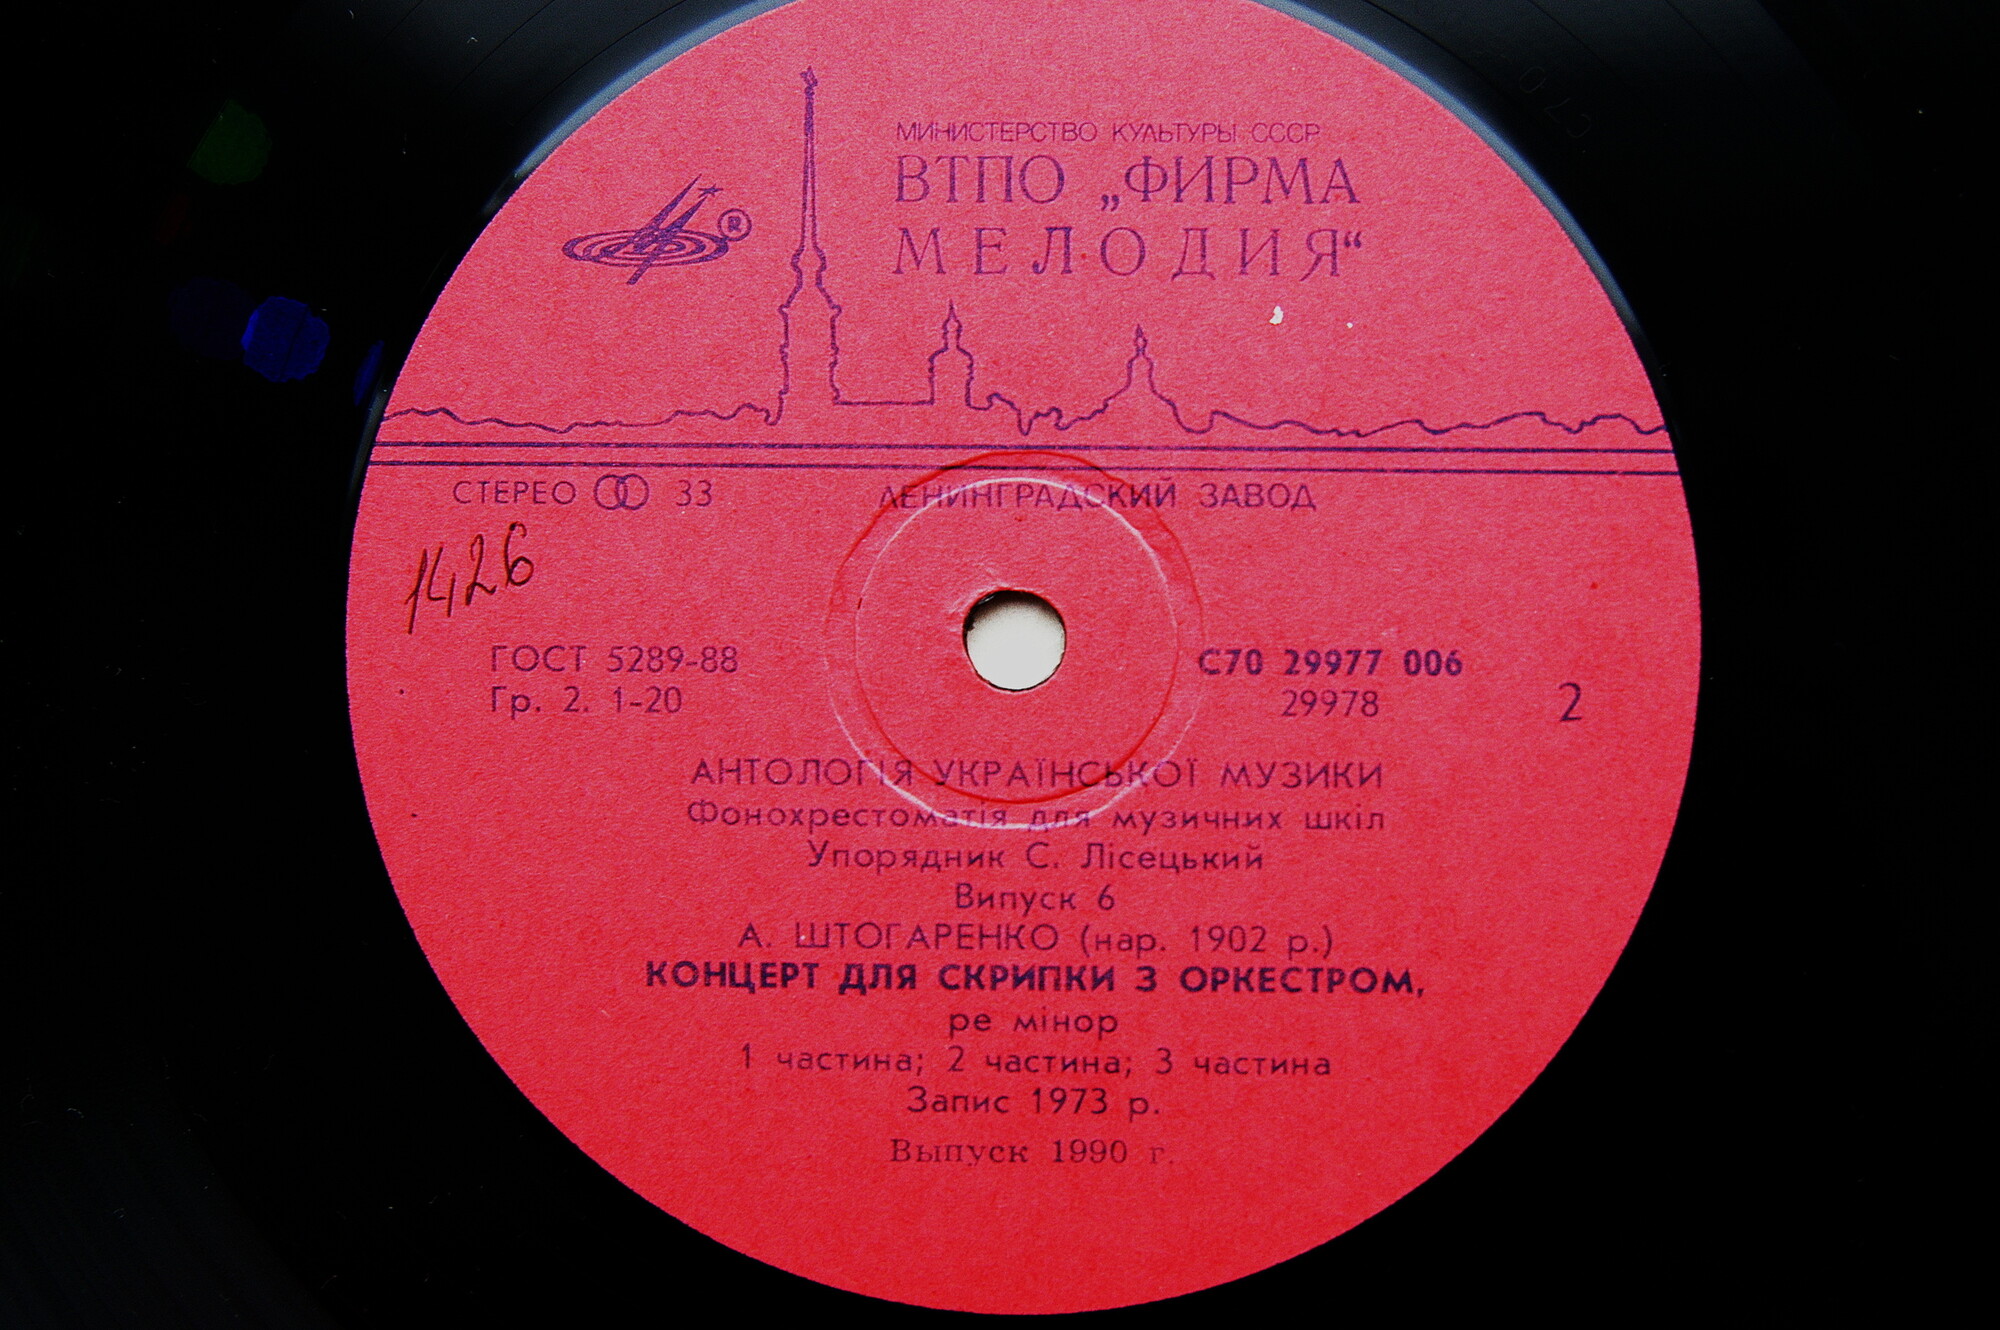 МИНИСТЕРСТВО КУЛЬТУРЫ СССР
ВТПО „ФИРМА
МЕЛОДИЯ“
®
СТЕРЕО 33
ЛЕНИНГРАДСКИЙ ЗАВОД
1426
ГОСТ 5289-88
Гр. 2. 1-20
С70 29977 006
29978
2
АНТОЛОГІЯ УКРАЇНСЬКОЇ МУЗИКИ
Фонохрестоматія для музичних шкіл
Упорядник С. Лісецький
Випуск 6
А. ШТОГАРЕНКО (нар. 1902 р.)
КОНЦЕРТ ДЛЯ СКРИПКИ З ОРКЕСТРОМ,
ре мінор
1 частина; 2 частина; 3 частина
Запис 1973 р.
Выпуск 1990 г.